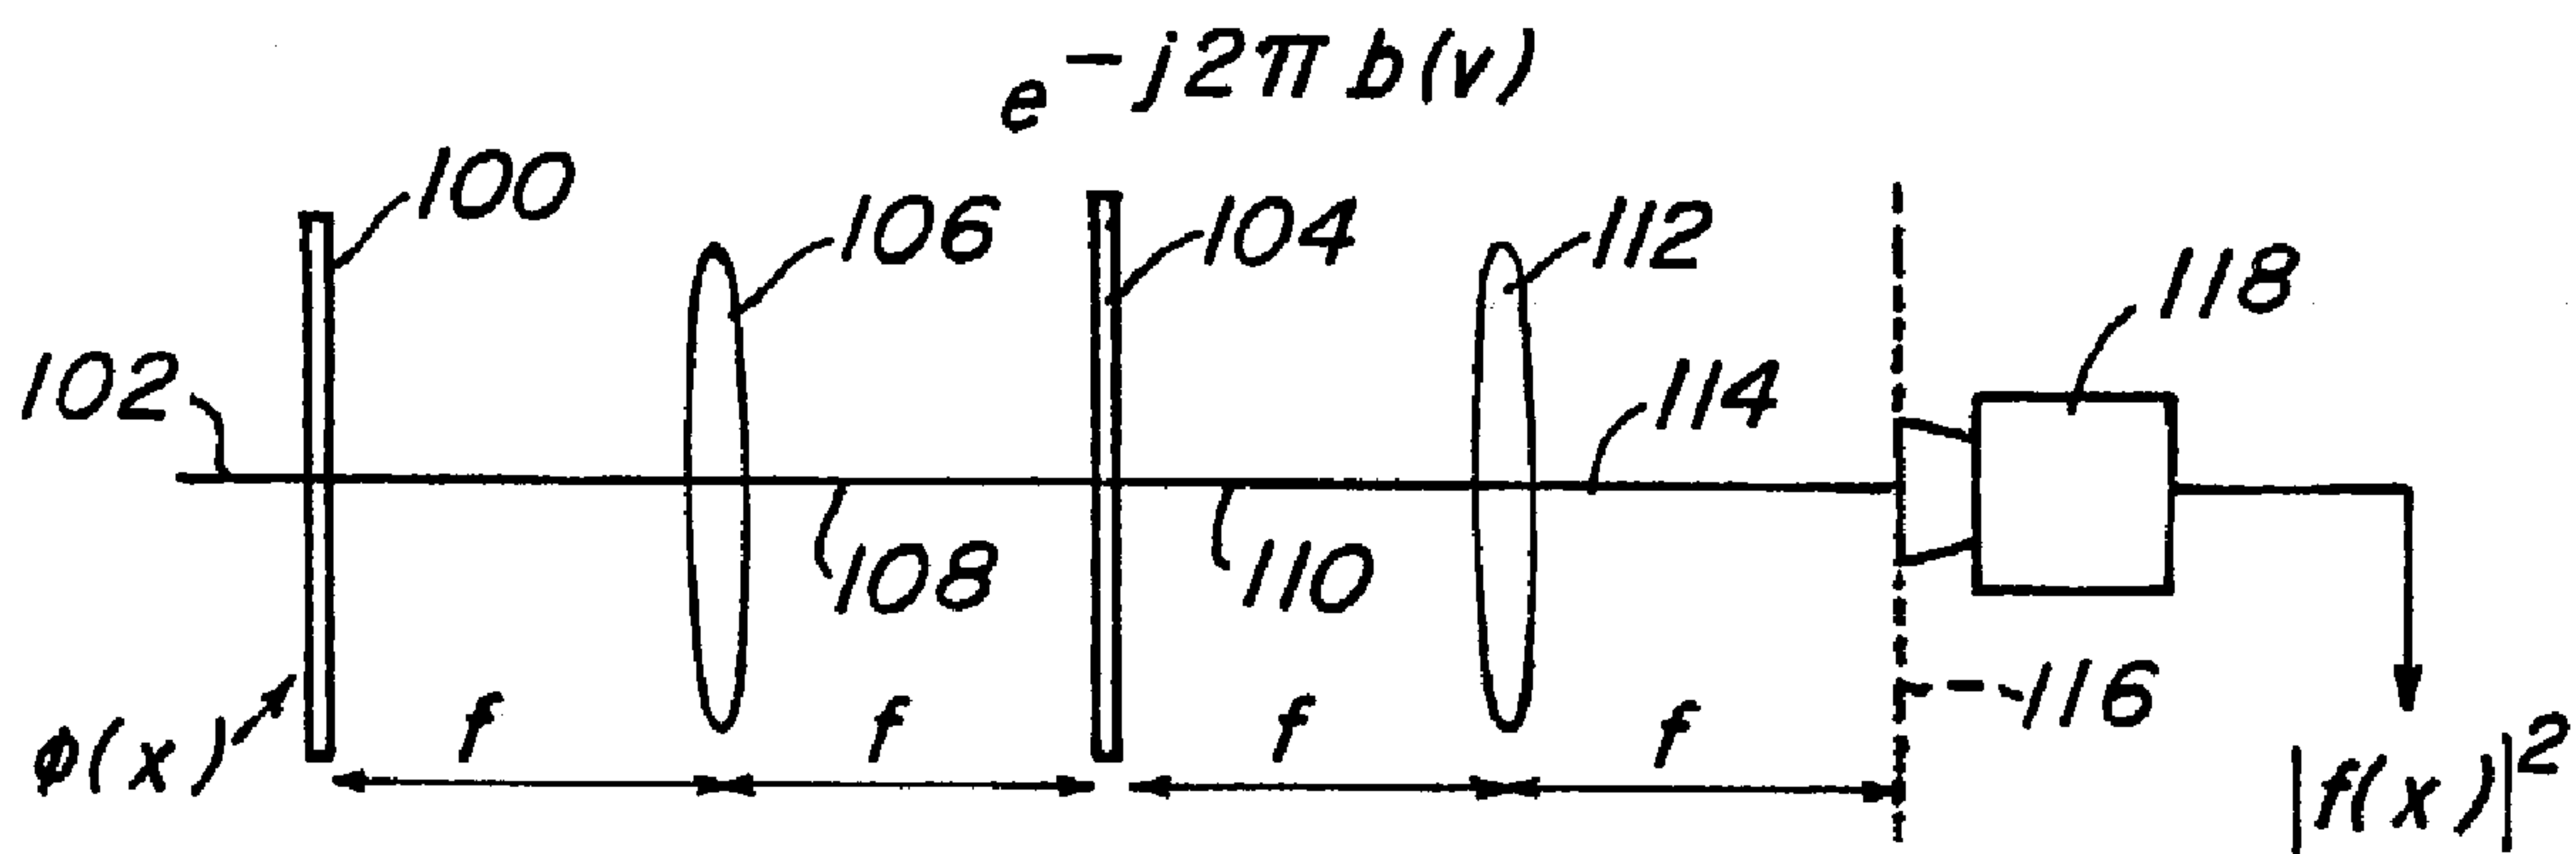 e^-j2π b(v)
100
106
104
112
118
102
114
108
110
116
ϕ(x)
f
f
f
f
|f(x)|²